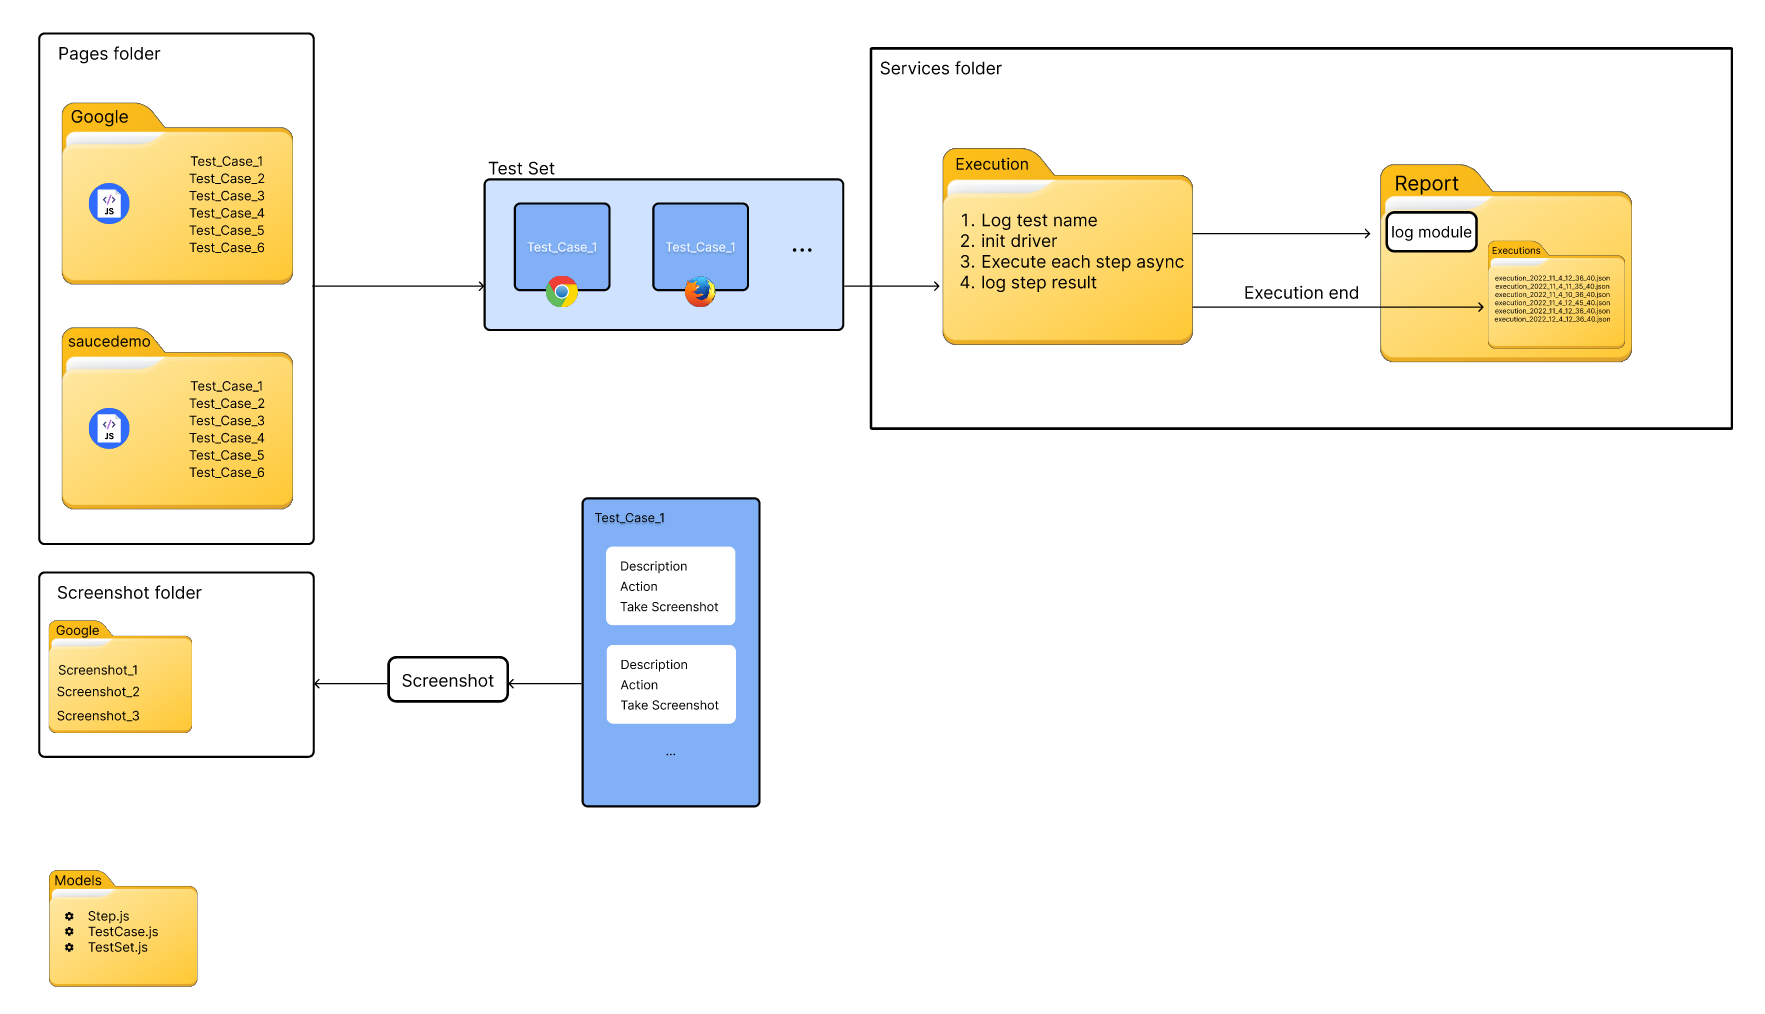 Pages folder
Google
Test_Case_1
Test_Case_2
Test_Case_3
Test_Case_4
Test_Case_5
Test_Case_6
</>
JS
saucedemo
Test_Case_1
Test_Case_2
Test_Case_3
Test_Case_4
Test_Case_5
Test_Case_6
</>
JS
Test Set
Test_Case_1
Test_Case_1
...
Services folder
Execution
1. Log test name
2. init driver
3. Execute each step async
4. log step result
Execution end
Report
log module
Executions
execution_2022_11_4_12_36_40.json
execution_2022_11_4_11_35_40.json
execution_2022_11_4_10_36_40.json
execution_2022_11_4_12_45_40.json
execution_2022_11_4_12_36_40.json
execution_2022_12_4_12_36_40.json
Screenshot folder
Google
Screenshot_1
Screenshot_2
Screenshot_3
Screenshot
Test_Case_1
Description
Action
Take Screenshot
Description
Action
Take Screenshot
...
Models
Step.js
TestCase.js
TestSet.js